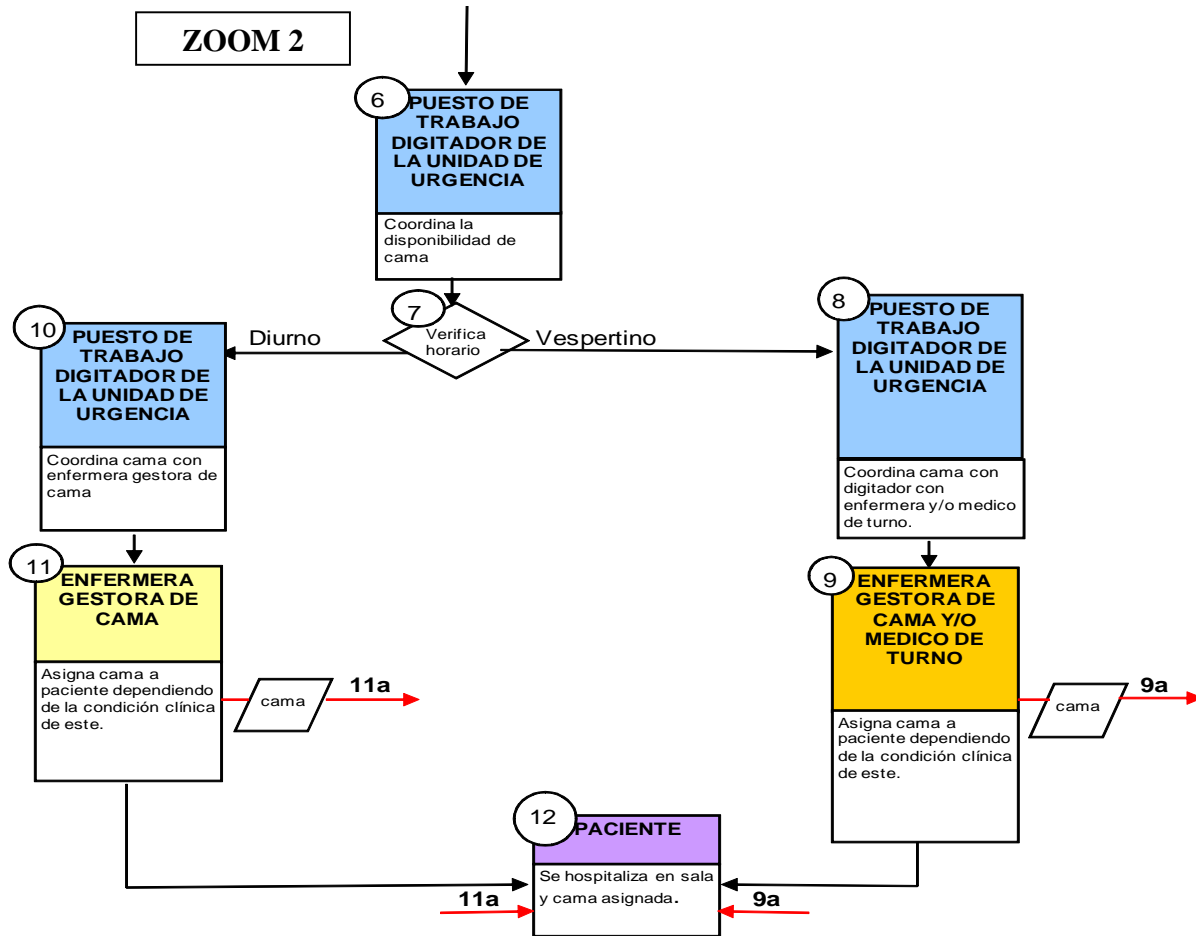 ZOOM 2
6
PUESTO DE
TRABAJO
DIGITADOR DE
LA UNIDAD DE
URGENCIA
Coordina la
disponibilidad de
cama
7
Verifica
horario
Diurno
Vespertino
10
PUESTO DE
TRABAJO
DIGITADOR DE
LA UNIDAD DE
URGENCIA
Coordina cama con
enfermera gestora de
cama
8
PUESTO DE
TRABAJO
DIGITADOR DE
LA UNIDAD DE
URGENCIA
Coordina cama con
digitador con
enfermera y/o medico
de turno.
11
ENFERMERA
GESTORA DE
CAMA
Asigna cama a
paciente dependiendo
de la condición clínica
de este.
cama
11a
9
ENFERMERA
GESTORA DE
CAMA Y/O
MEDICO DE
TURNO
Asigna cama a
paciente dependiendo
de la condición clínica
de este.
cama
9a
12
PACIENTE
Se hospitaliza en sala
y cama asignada.
11a
9a